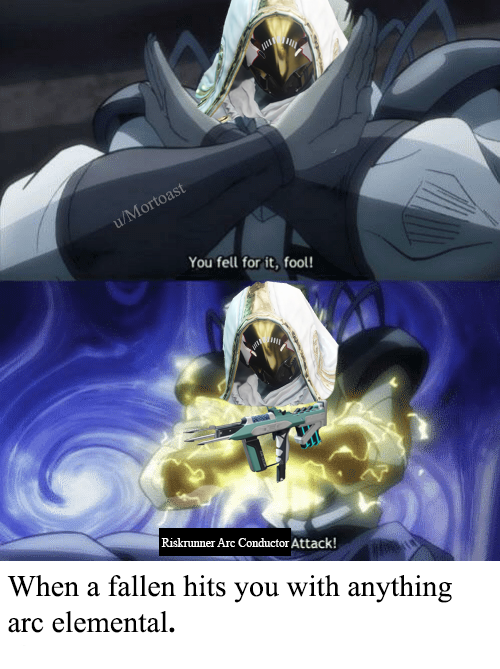 u/Mortoast
You fell for it, fool!
Riskrunner Arc Conductor Attack!
When a fallen hits you with anything
arc elemental.